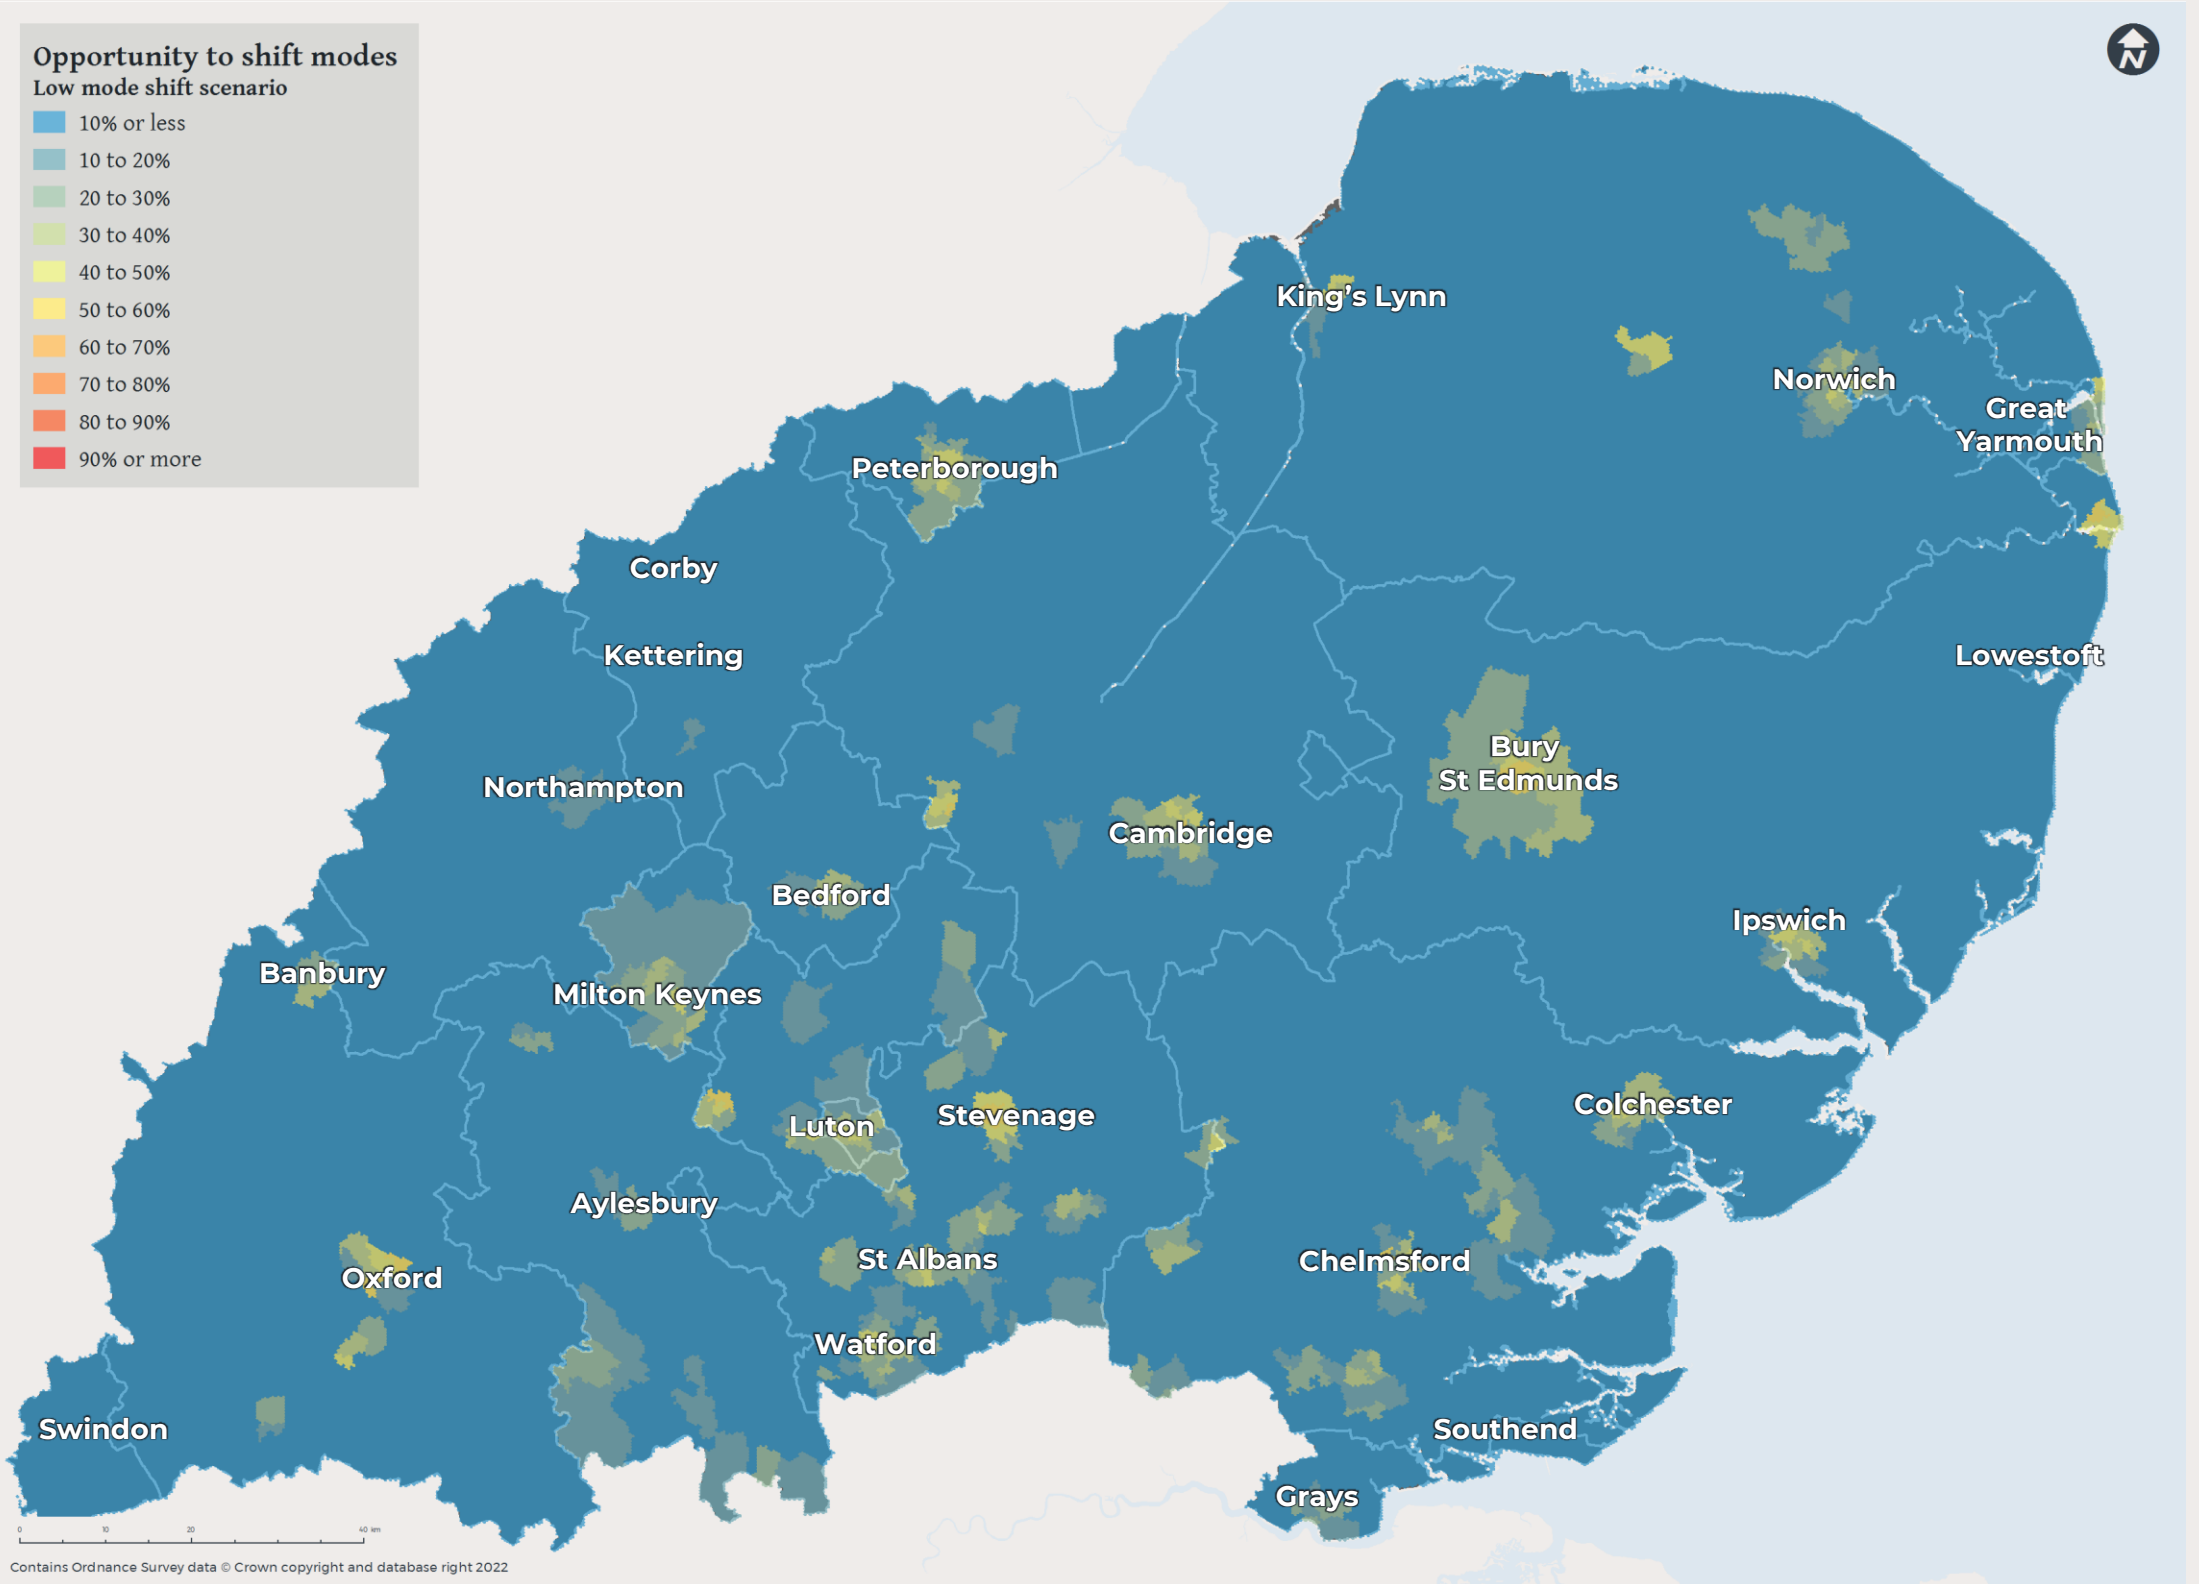 Opportunity to shift modes
Low mode shift scenario
10% or less
10 to 20%
20 to 30%
30 to 40%
40 to 50%
50 to 60%
60 to 70%
70 to 80%
80 to 90%
90% or more
N
King's Lynn
Norwich
Great
Yarmouth
Peterborough
Corby
Kettering
Lowestoft
Bury
St Edmunds
Northampton
Cambridge
Bedford
Ipswich
Banbury
Milton Keynes
Colchester
Stevenage
Luton
Aylesbury
St Albans
Chelmsford
Oxford
Watford
Swindon
Southend
Grays
0 10 20 40 km
Contains Ordnance Survey data © Crown copyright and database right 2022